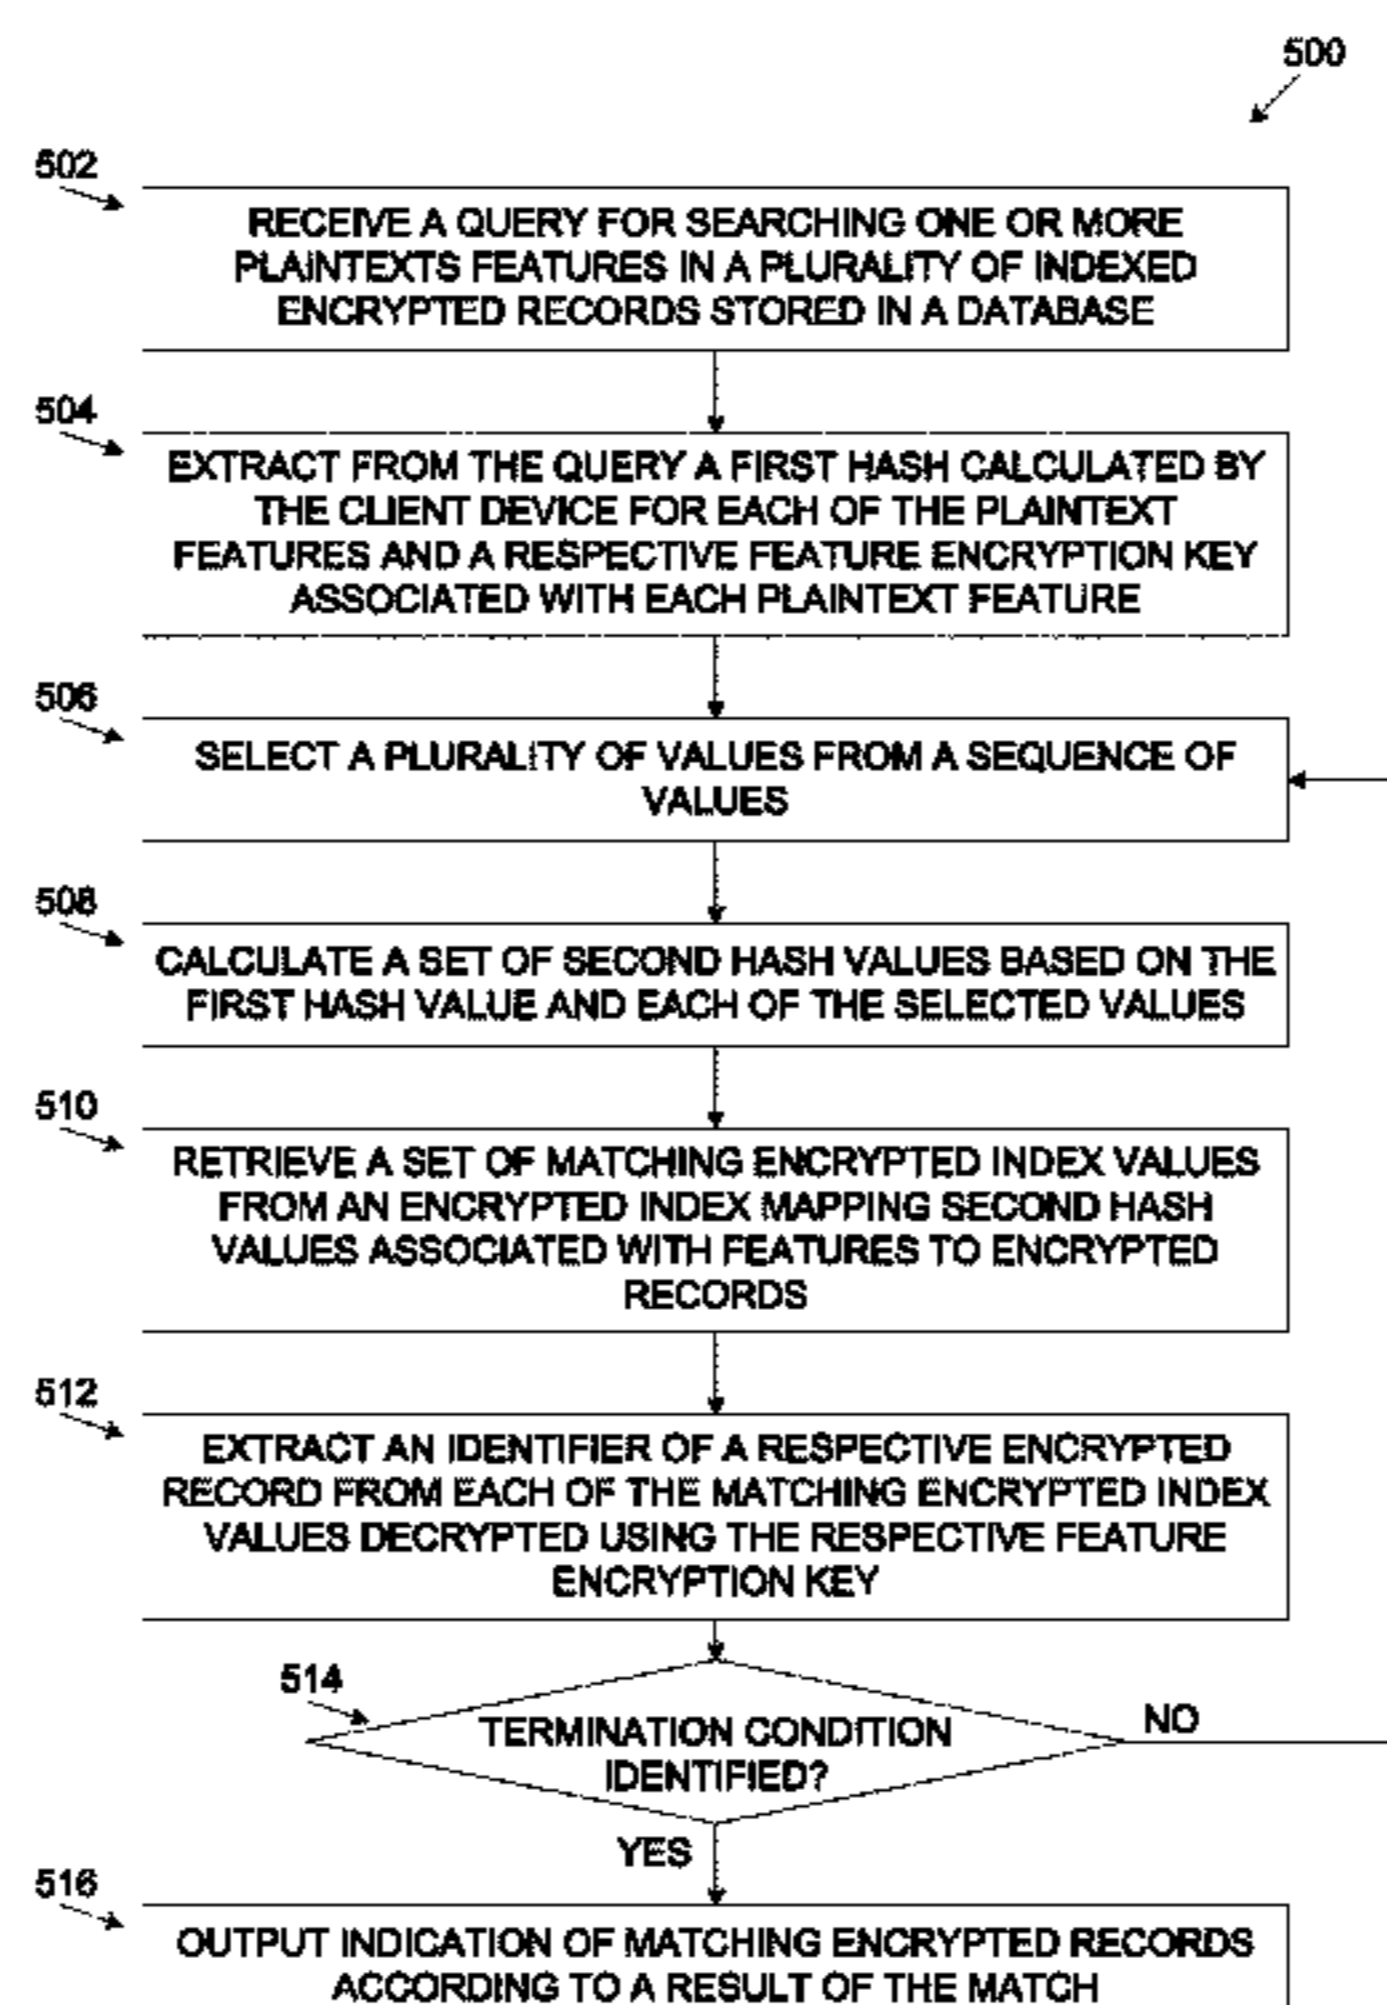 500
502
RECEIVE A QUERY FOR SEARCHING ONE OR MORE
PLAINTEXTS FEATURES IN A PLURALITY OF INDEXED
ENCRYPTED RECORDS STORED IN A DATABASE
504
EXTRACT FROM THE QUERY A FIRST HASH CALCULATED BY
THE CLIENT DEVICE FOR EACH OF THE PLAINTEXT
FEATURES AND A RESPECTIVE FEATURE ENCRYPTION KEY
ASSOCIATED WITH EACH PLAINTEXT FEATURE
506
SELECT A PLURALITY OF VALUES FROM A SEQUENCE OF
VALUES
508
CALCULATE A SET OF SECOND HASH VALUES BASED ON THE
FIRST HASH VALUE AND EACH OF THE SELECTED VALUES
510
RETRIEVE A SET OF MATCHING ENCRYPTED INDEX VALUES
FROM AN ENCRYPTED INDEX MAPPING SECOND HASH
VALUES ASSOCIATED WITH FEATURES TO ENCRYPTED
RECORDS
512
EXTRACT AN IDENTIFIER OF A RESPECTIVE ENCRYPTED
RECORD FROM EACH OF THE MATCHING ENCRYPTED INDEX
VALUES DECRYPTED USING THE RESPECTIVE FEATURE
ENCRYPTION KEY
514
TERMINATION CONDITION
IDENTIFIED?
NO
YES
516
OUTPUT INDICATION OF MATCHING ENCRYPTED RECORDS
ACCORDING TO A RESULT OF THE MATCH